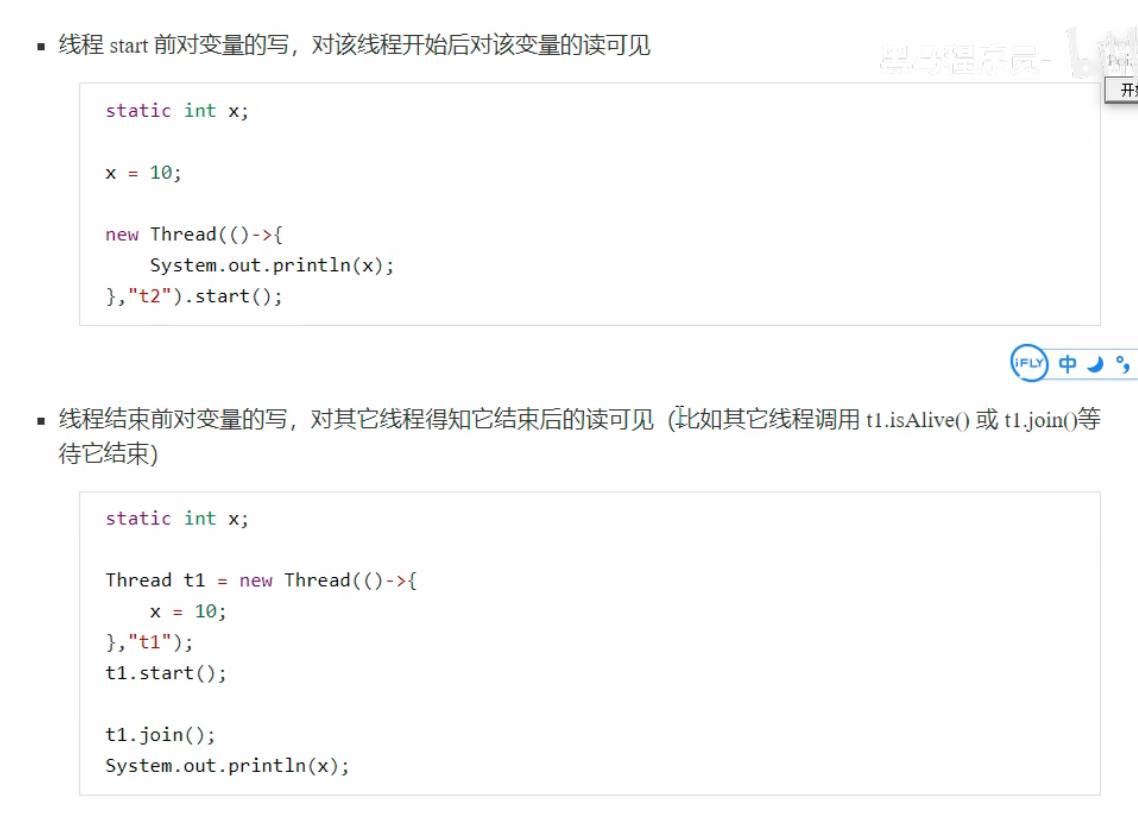 线程 start 前对变量的写，对该线程开始后对该变量的读可见
黑马程序员-
开
static int x;
x = 10;
new Thread(()->{
System.out.println(x);
},"t2").start();
iFLY 中
线程结束前对变量的写，对其它线程得知它结束后的读可见（比如其它线程调用 t1.isAlive() 或 t1.join()等
待它结束)
static int x;
Thread t1 = new Thread(()->{
x = 10;
},"t1");
t1.start();
t1.join();
System.out.println(x);